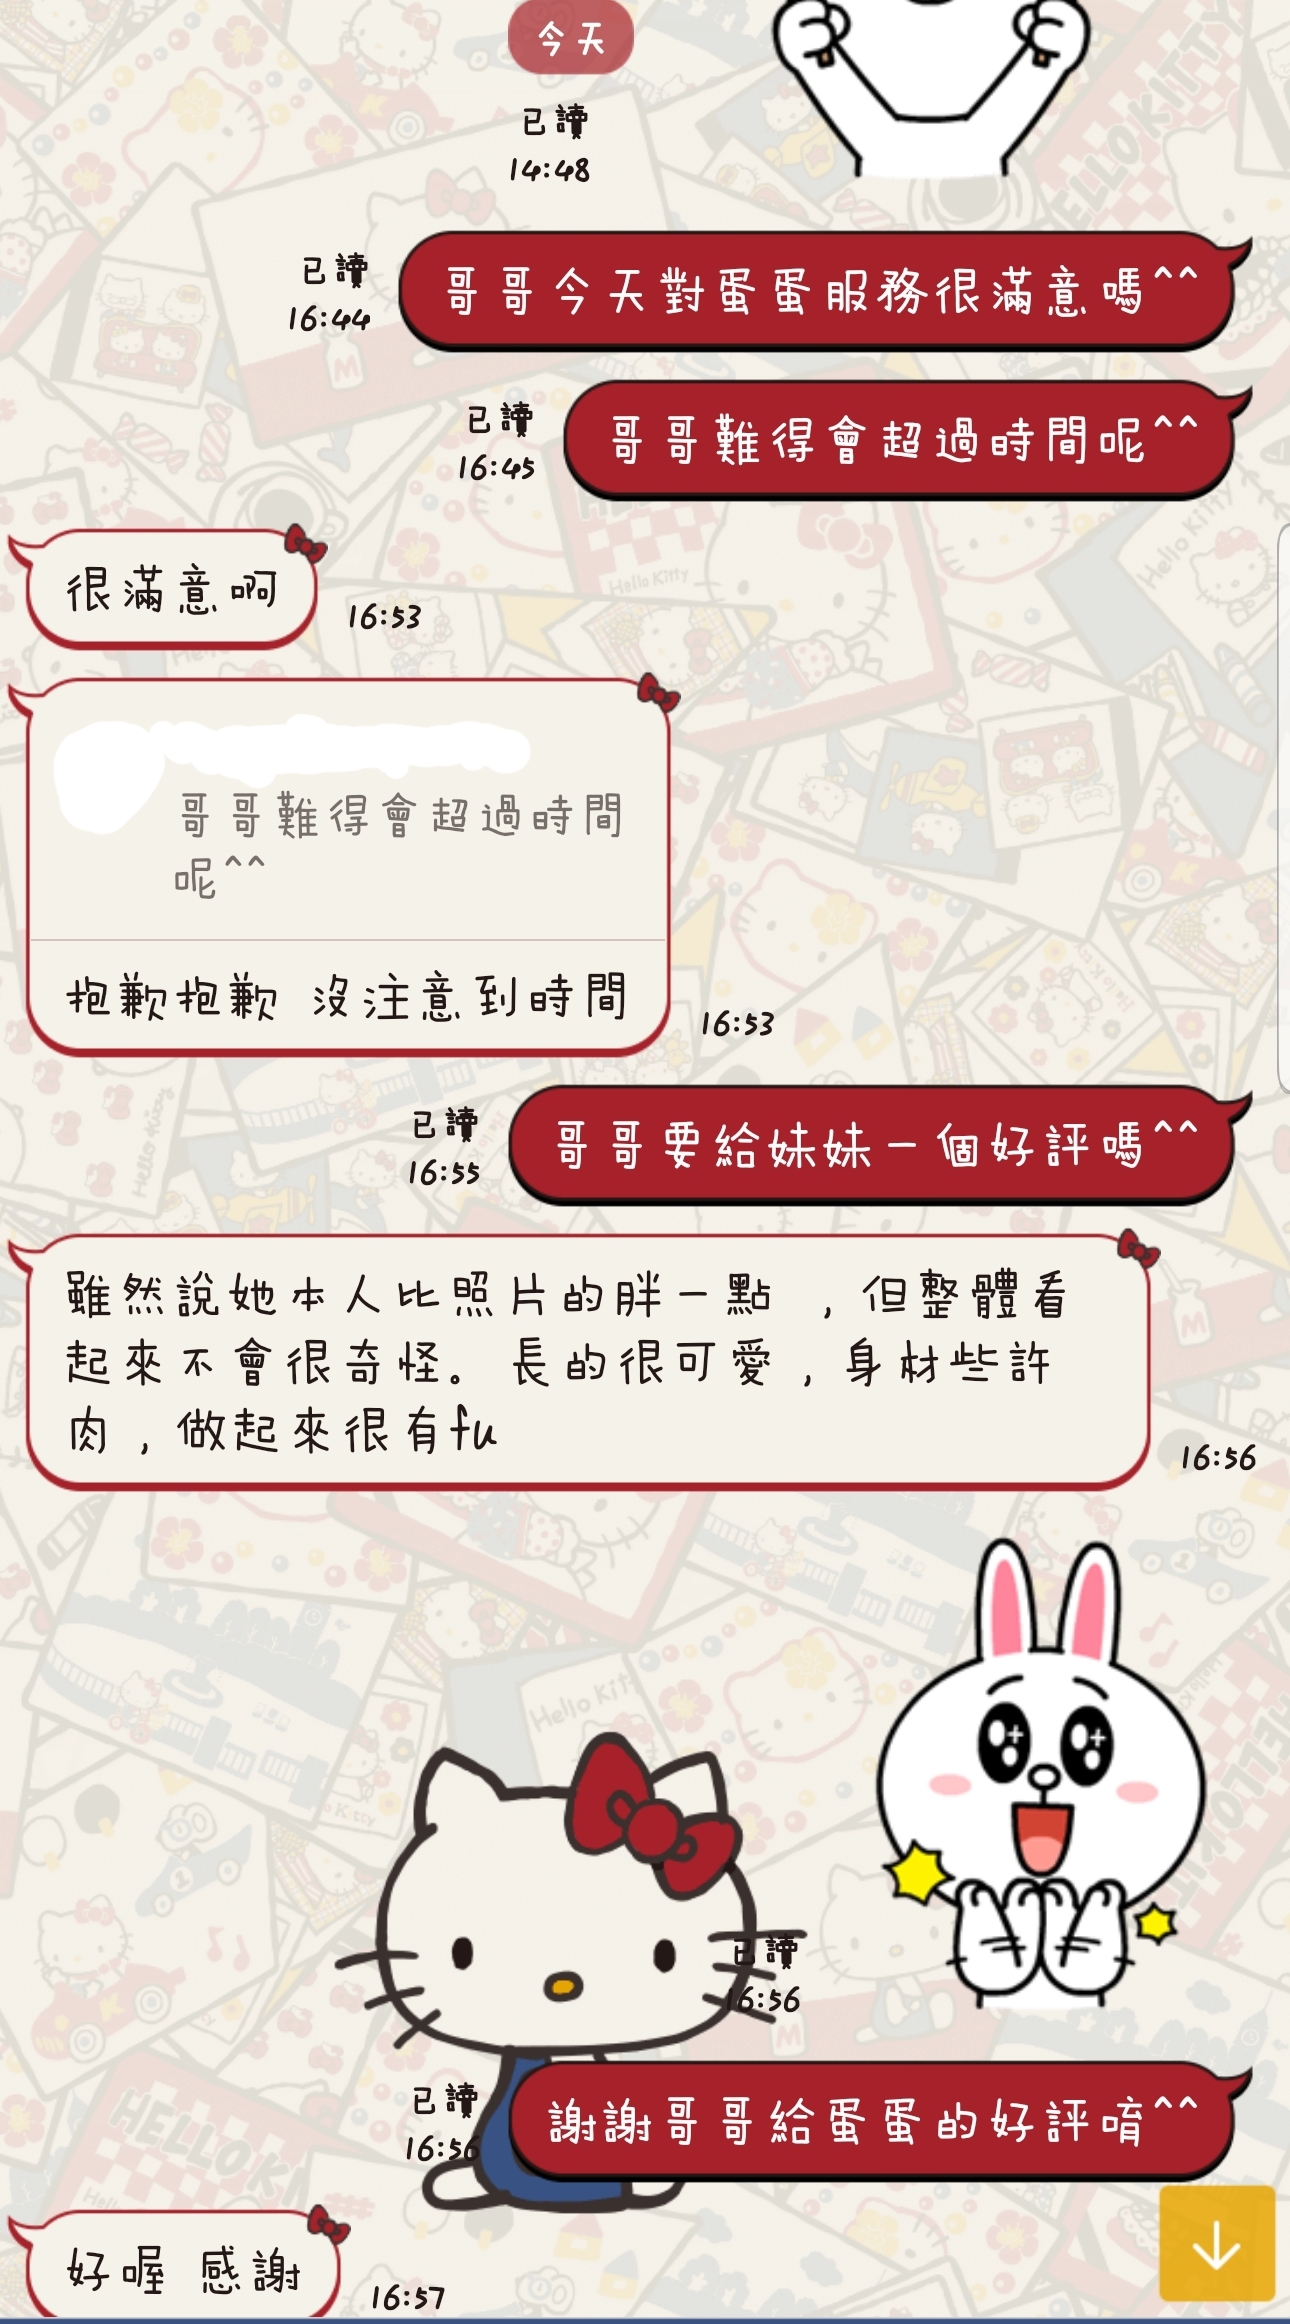 今天
已讀
14:48
哥哥今天對蛋蛋服務很滿意嗎^^
已讀
16:44
哥哥難得會超過時間呢^^
已讀
16:45
很滿意啊
16:53
哥哥難得會超過時間
呢^^
抱歉抱歉 沒注意到時間
16:53
哥哥要給妹妹一個好評嗎^^
已讀
16:55
雖然說她本人比照片的胖一點 ，但整體看
起來不會很奇怪。長的很可愛，身材些許
肉，做起來很有fu
16:56
已讀
16:56
謝謝哥哥給蛋蛋的好評唷^^
已讀
16:56
好喔 感謝
16:57